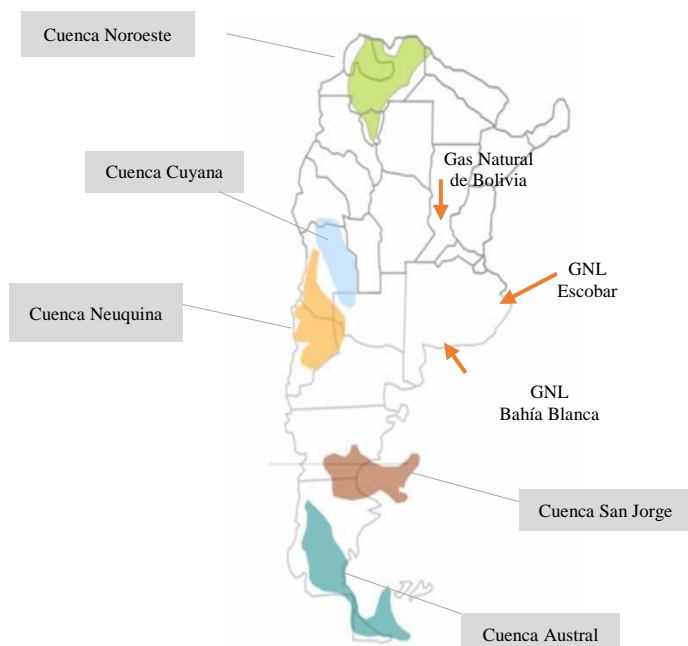 Cuenca Noroeste
Gas Natural
de Bolivia
Cuenca Cuyana
GNL
Escobar
Cuenca Neuquina
GNL
Bahía Blanca
Cuenca San Jorge
Cuenca Austral